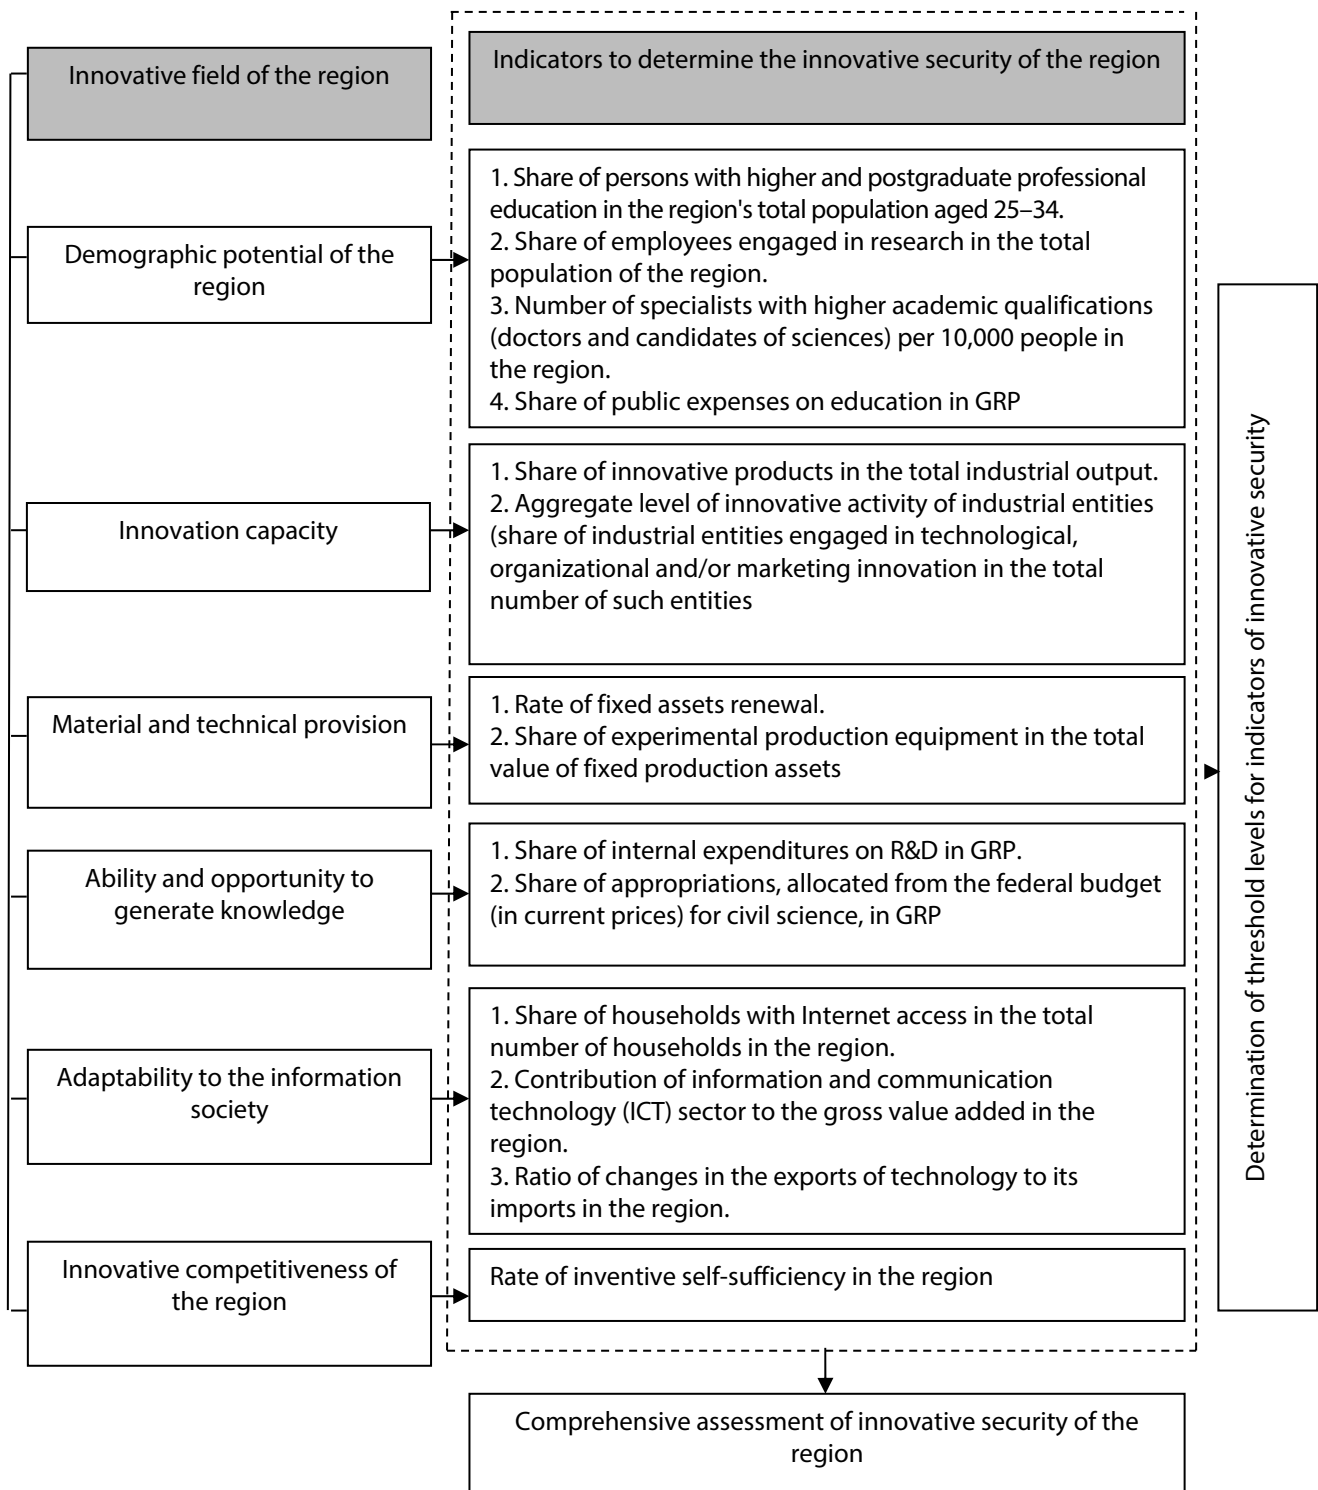 Innovative field of the region
Indicators to determine the innovative security of the region
Demographic potential of the
region
1. Share of persons with higher and postgraduate professional
education in the region's total population aged 25–34.
2. Share of employees engaged in research in the total
population of the region.
3. Number of specialists with higher academic qualifications
(doctors and candidates of sciences) per 10,000 people in
the region.
4. Share of public expenses on education in GRP
Innovation capacity
1. Share of innovative products in the total industrial output.
2. Aggregate level of innovative activity of industrial entities
(share of industrial entities engaged in technological,
organizational and/or marketing innovation in the total
number of such entities
Material and technical provision
1. Rate of fixed assets renewal.
2. Share of experimental production equipment in the total
value of fixed production assets
Ability and opportunity to
generate knowledge
1. Share of internal expenditures on R&D in GRP.
2. Share of appropriations, allocated from the federal budget
(in current prices) for civil science, in GRP
Adaptability to the information
society
1. Share of households with Internet access in the total
number of households in the region.
2. Contribution of information and communication
technology (ICT) sector to the gross value added in the
region.
3. Ratio of changes in the exports of technology to its
imports in the region.
Innovative competitiveness of
the region
Rate of inventive self-sufficiency in the region
Determination of threshold levels for indicators of innovative security
Comprehensive assessment of innovative security of the
region